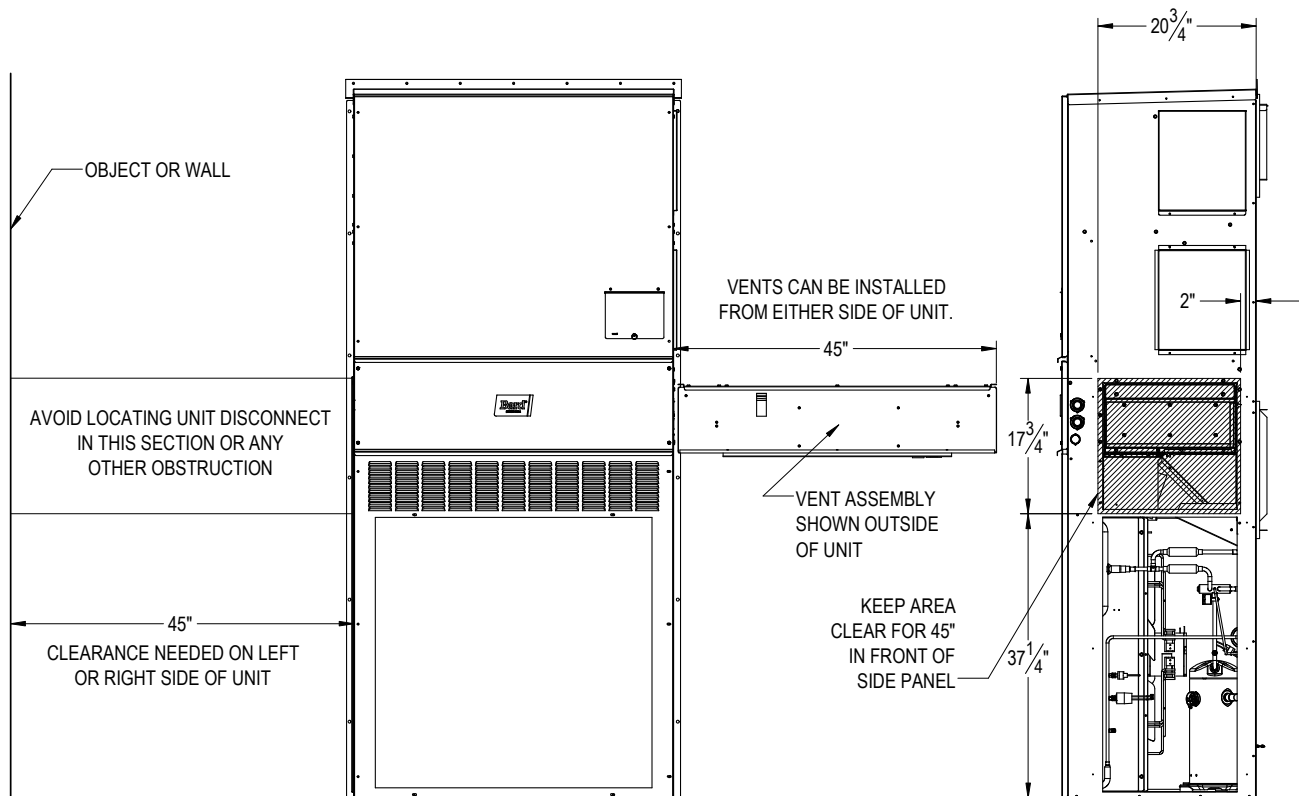 20 3/4"
OBJECT OR WALL
VENTS CAN BE INSTALLED
FROM EITHER SIDE OF UNIT.
2"
45"
Bard
AVOID LOCATING UNIT DISCONNECT
IN THIS SECTION OR ANY
OTHER OBSTRUCTION
17 3/4"
VENT ASSEMBLY
SHOWN OUTSIDE
OF UNIT
KEEP AREA
CLEAR FOR 45"
IN FRONT OF
SIDE PANEL
45"
CLEARANCE NEEDED ON LEFT
OR RIGHT SIDE OF UNIT
37 1/4"